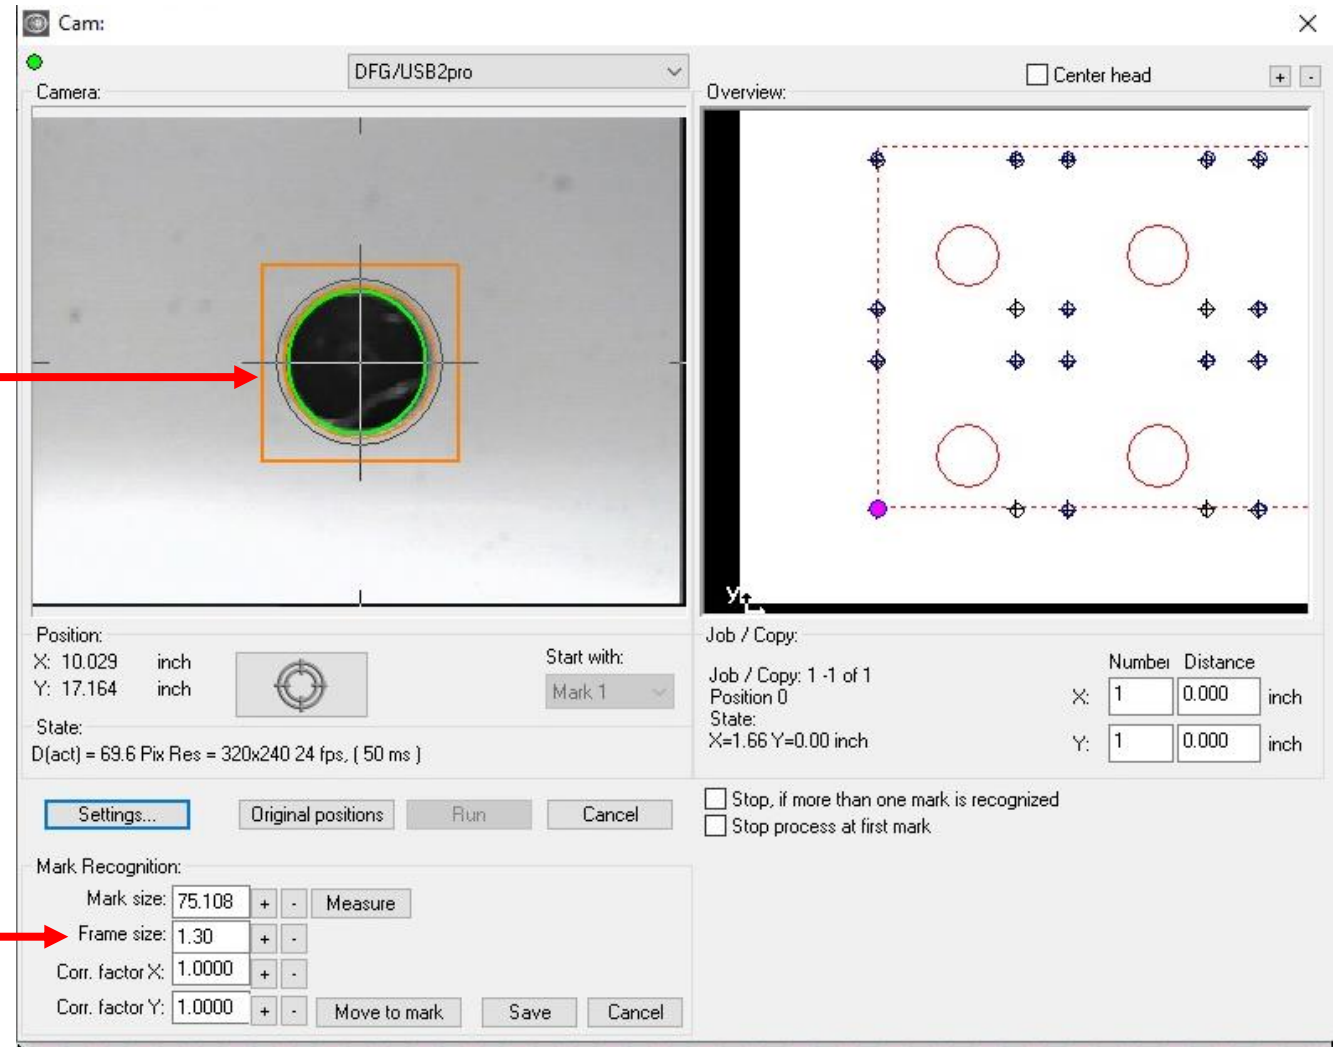 Cam:
DFG/USB2pro
Center head
+ -
Camera:
Overview:
y
Position:
X: 10.029 inch
Y: 17.164 inch
Start with:
Mark 1
State:
D(act) = 69.6 Pix Res = 320x240 24 fps, ( 50 ms )
Job / Copy:
Job / Copy: 1 -1 of 1
Position 0
State:
X=1.66 Y=0.00 inch
Number Distance
X: 1 0.000 inch
Y: 1 0.000 inch
Settings... Original positions Run Cancel
Stop, if more than one mark is recognized
Stop process at first mark
Mark Recognition:
Mark size: 75.108 + - Measure
Frame size: 1.30 + -
Corr. factor X: 1.0000 + -
Corr. factor Y: 1.0000 + - Move to mark Save Cancel